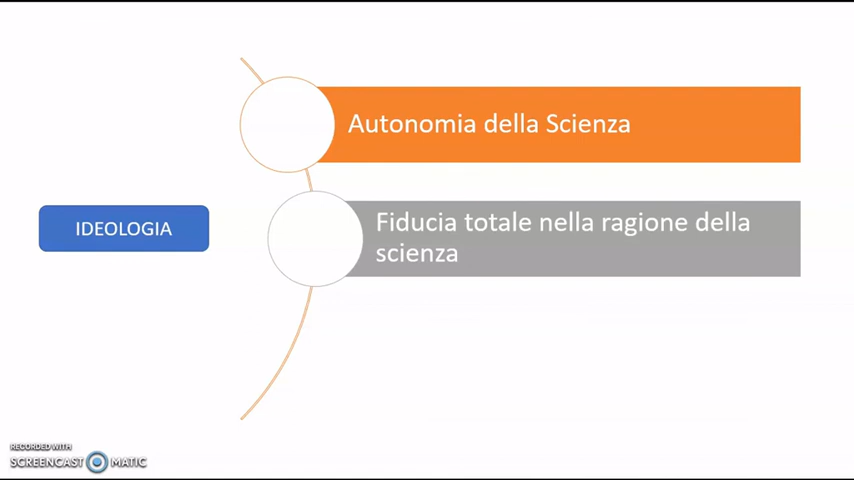 Autonomia della Scienza
IDEOLOGIA
Fiducia totale nella ragione della
scienza
RECORDED WITH
SCREENCAST MATIC